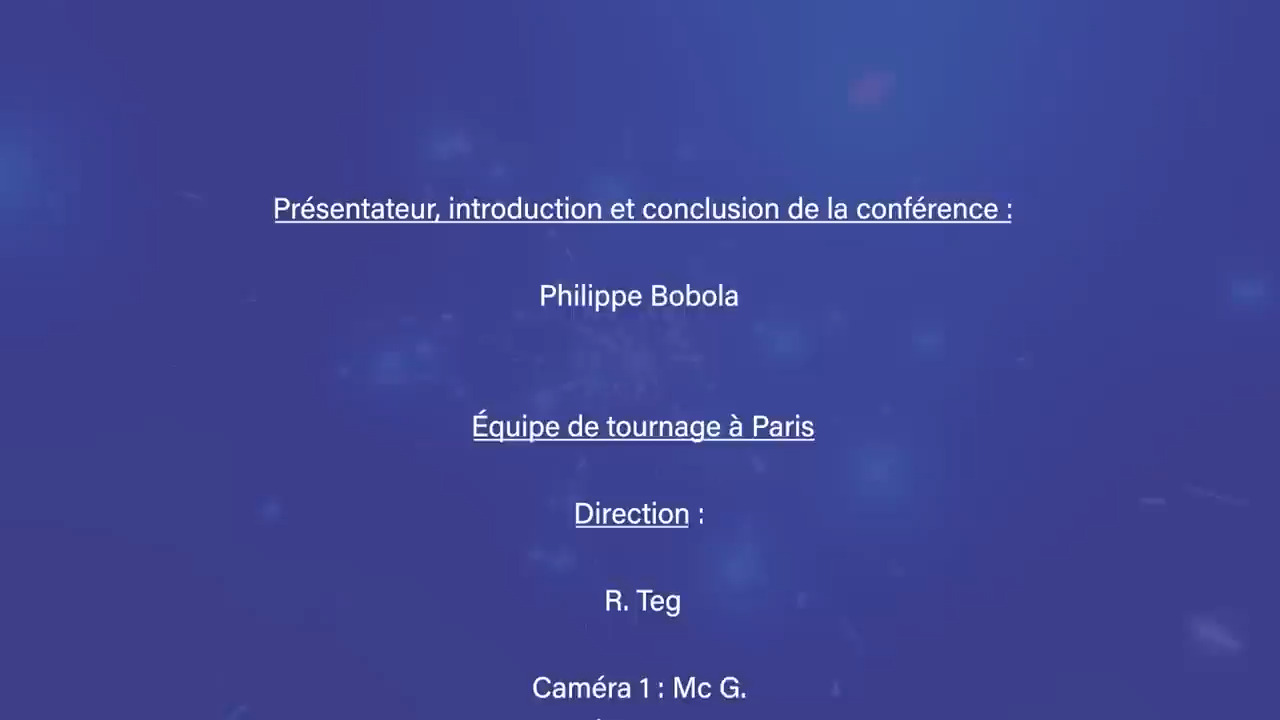 Présentateur, introduction et conclusion de la conférence :
Philippe Bobola
Équipe de tournage à Paris
Direction :
R. Teg
Caméra 1 : Mc G.